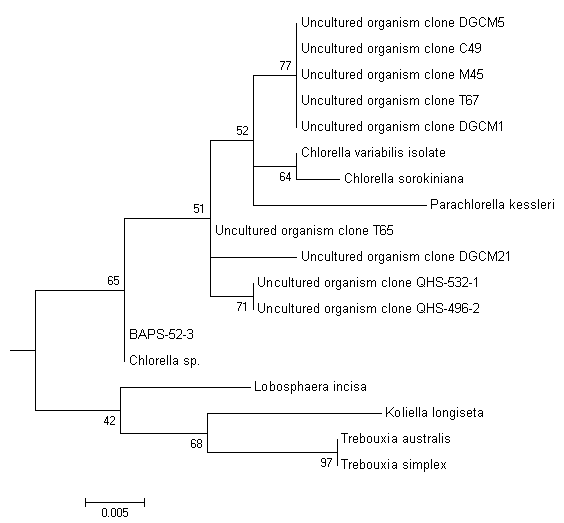 Uncultured organism clone DGCM5
Uncultured organism clone C49
77
Uncultured organism clone M45
Uncultured organism clone T67
Uncultured organism clone DGCM1
52
Chlorella variabilis isolate
64
Chlorella sorokiniana
Parachlorella kessleri
51
Uncultured organism clone T65
Uncultured organism clone DGCM21
65
Uncultured organism clone QHS-532-1
71
Uncultured organism clone QHS-496-2
BAPS-52-3
Chlorella sp.
Lobosphaera incisa
42
Koliella longiseta
68
Trebouxia australis
97
Trebouxia simplex
0.005